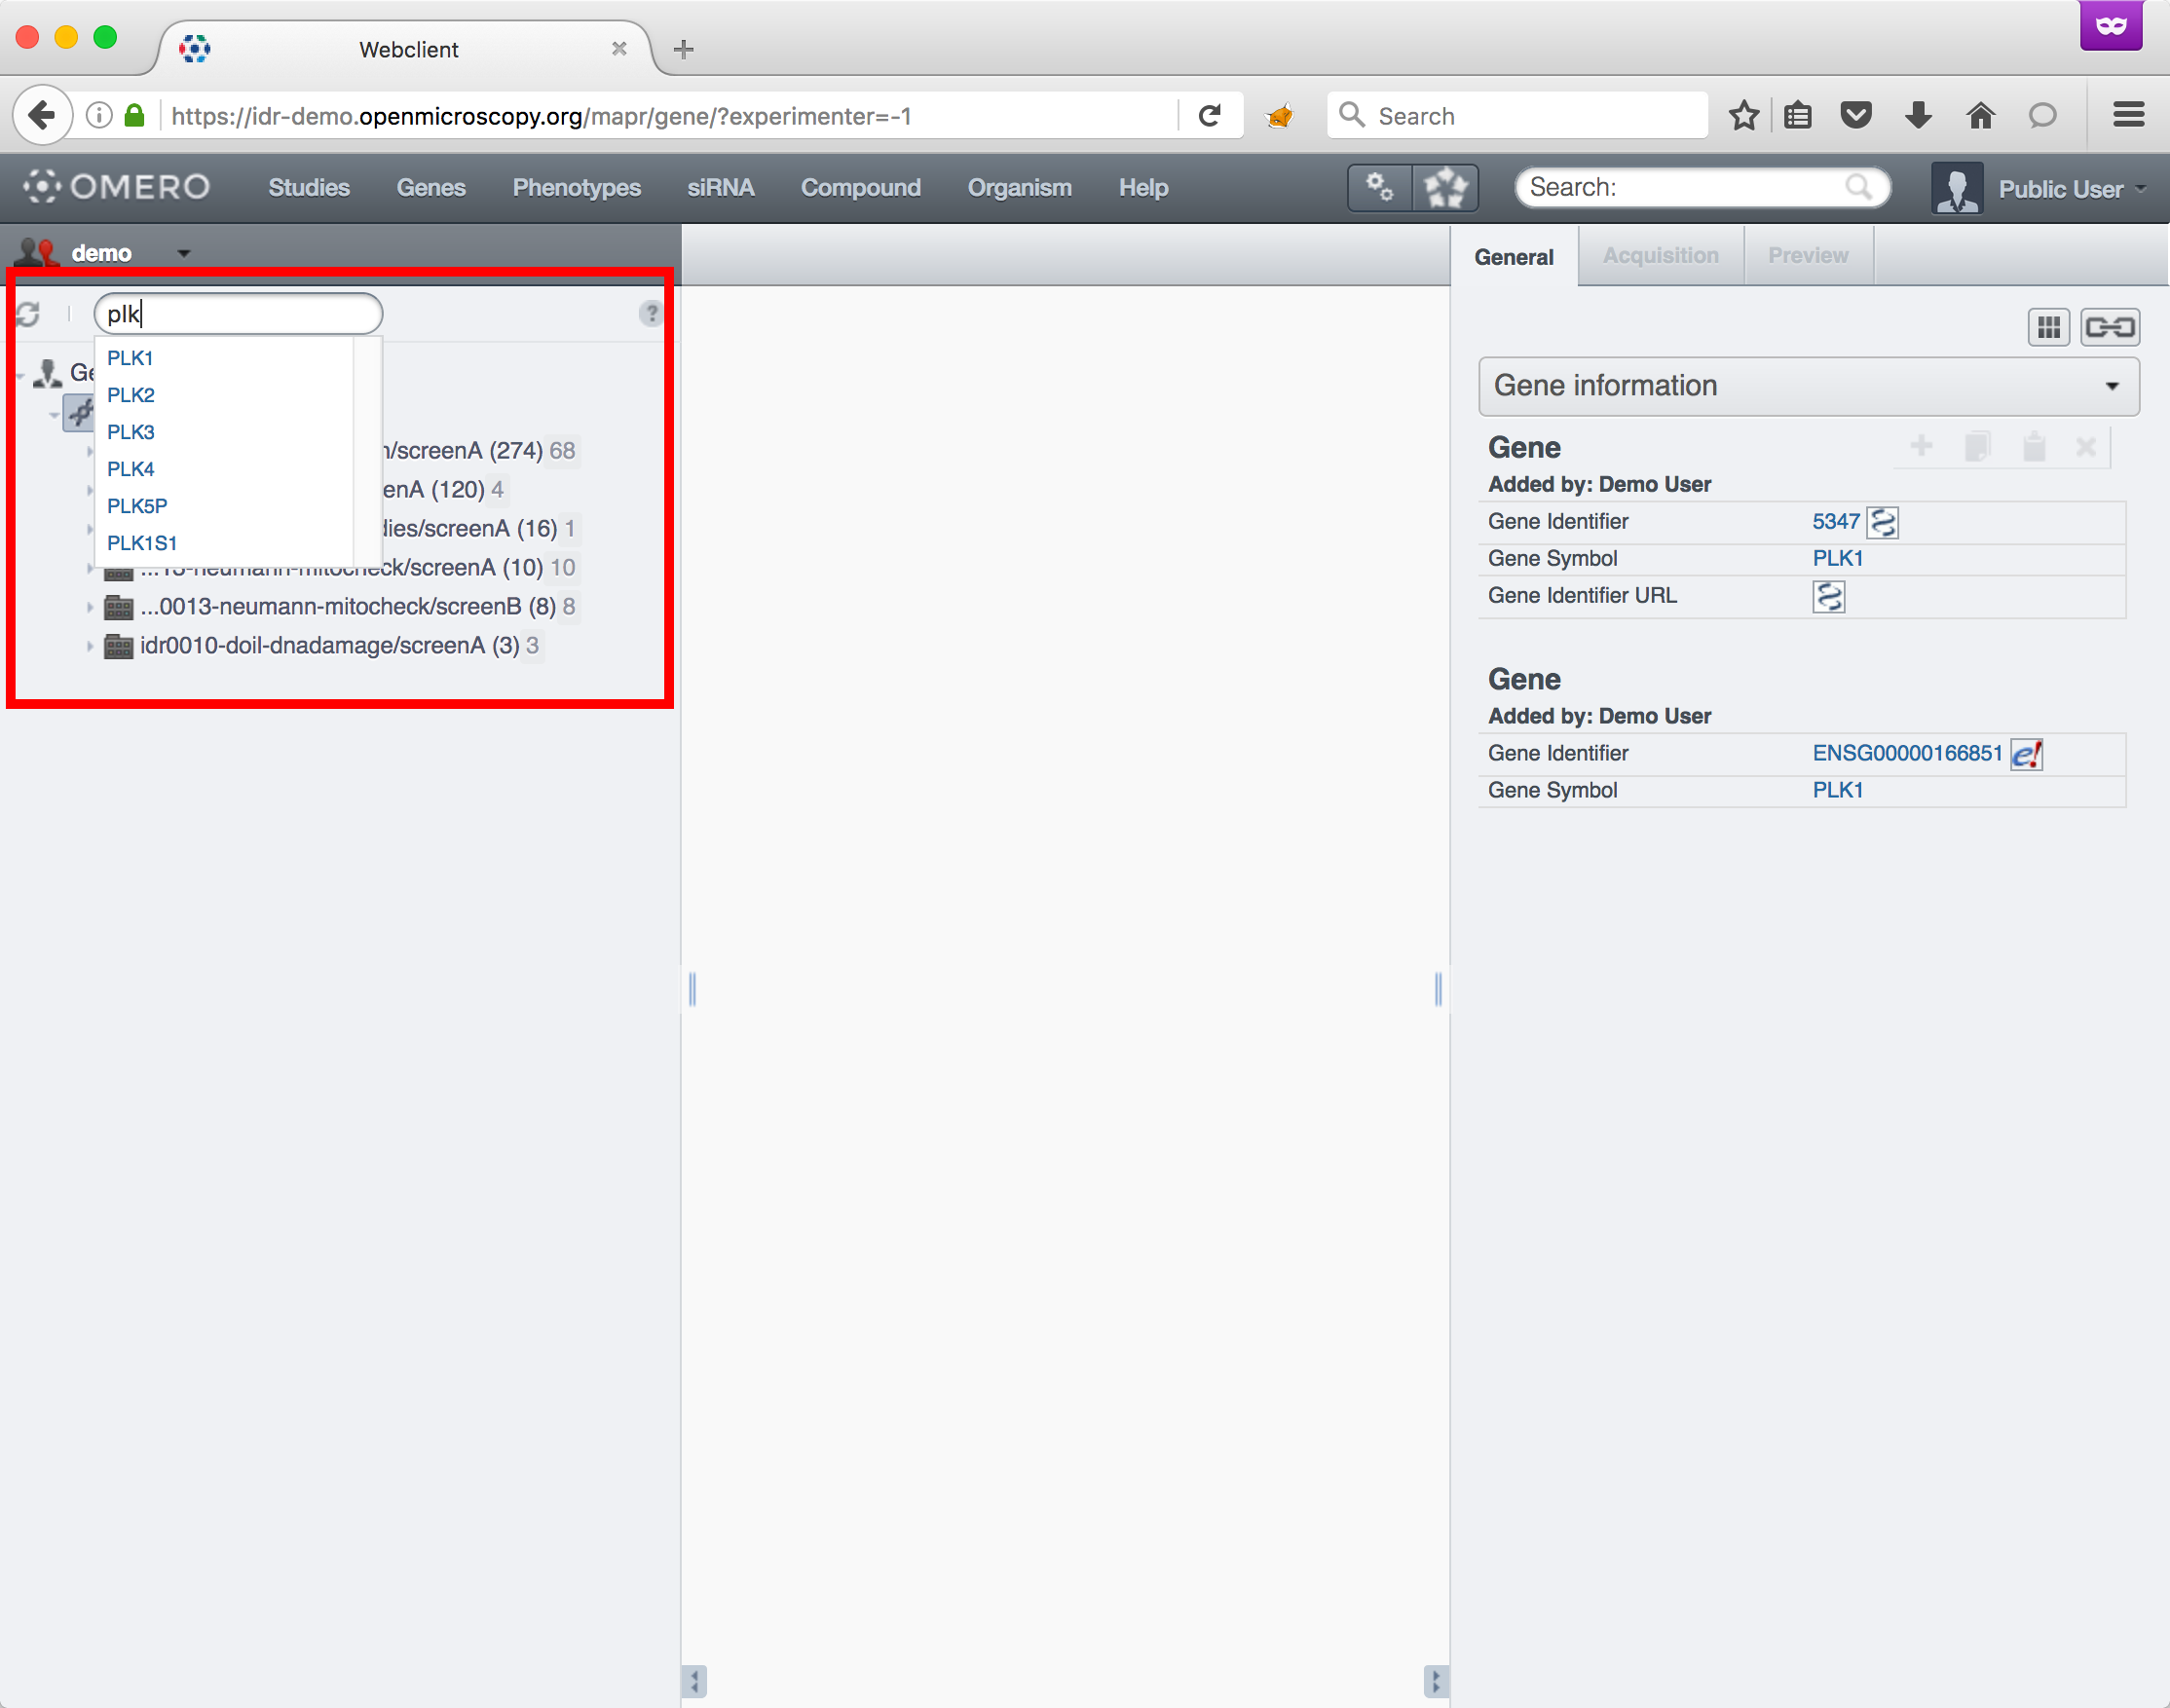 Webclient
https://idr-demo.openmicroscopy.org/mapr/gene/?experimenter=-1
Search
OMERO
Studies
Genes
Phenotypes
siRNA
Compound
Organism
Help
Search:
Public User
demo
plk
?
PLK1
PLK2
PLK3
PLK4
PLK5P
PLK1S1
Ge
/screenA (274) 68
enA (120) 4
dies/screenA (16) 1
...13-neumann-mitocheck/screenA (10) 10
...0013-neumann-mitocheck/screenB (8) 8
idr0010-doil-dnadamage/screenA (3) 3
General
Acquisition
Preview
Gene information
Gene
Added by: Demo User
Gene Identifier 5347
Gene Symbol PLK1
Gene Identifier URL
Gene
Added by: Demo User
Gene Identifier ENSG00000166851 e!
Gene Symbol PLK1